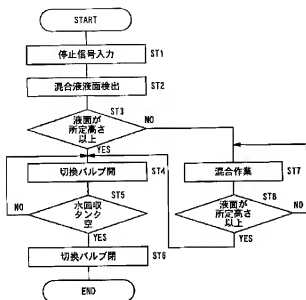 START
停止信号入力 ST1
混合液液面検出 ST2
ST3
液面が
所定高さ
以上
NO
YES
切換バルブ開 ST4
混合作業 ST7
ST5
水回収
タンク
空
NO
YES
ST8
液面が
所定高さ
以上
NO
YES
切換バルブ閉 ST6
END